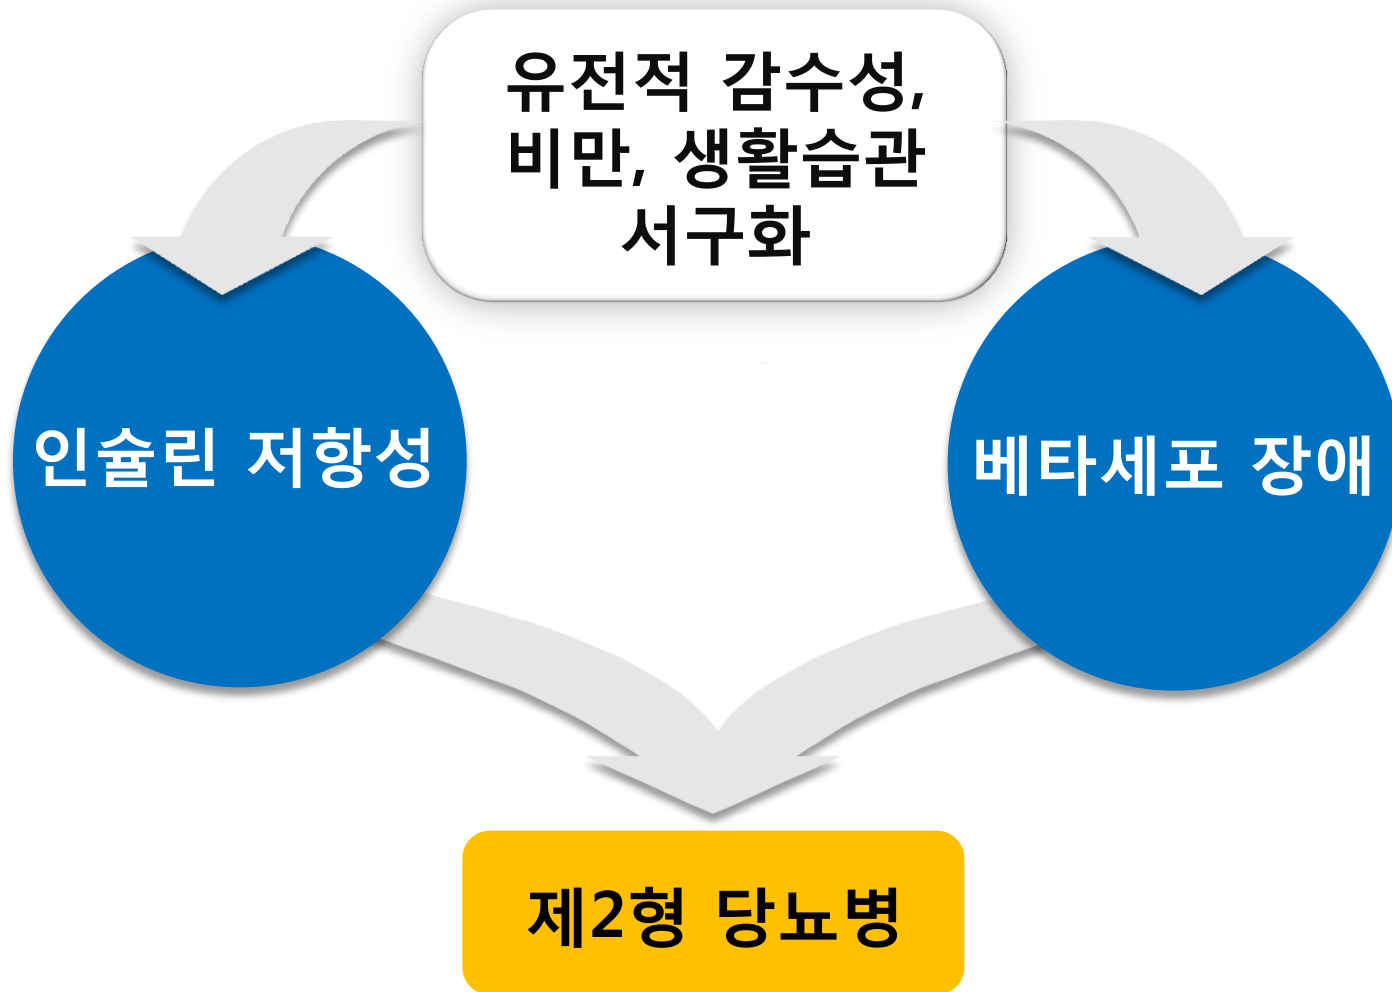 유전적 감수성,
비만, 생활습관
서구화
인슐린 저항성
베타세포 장애
제2형 당뇨병